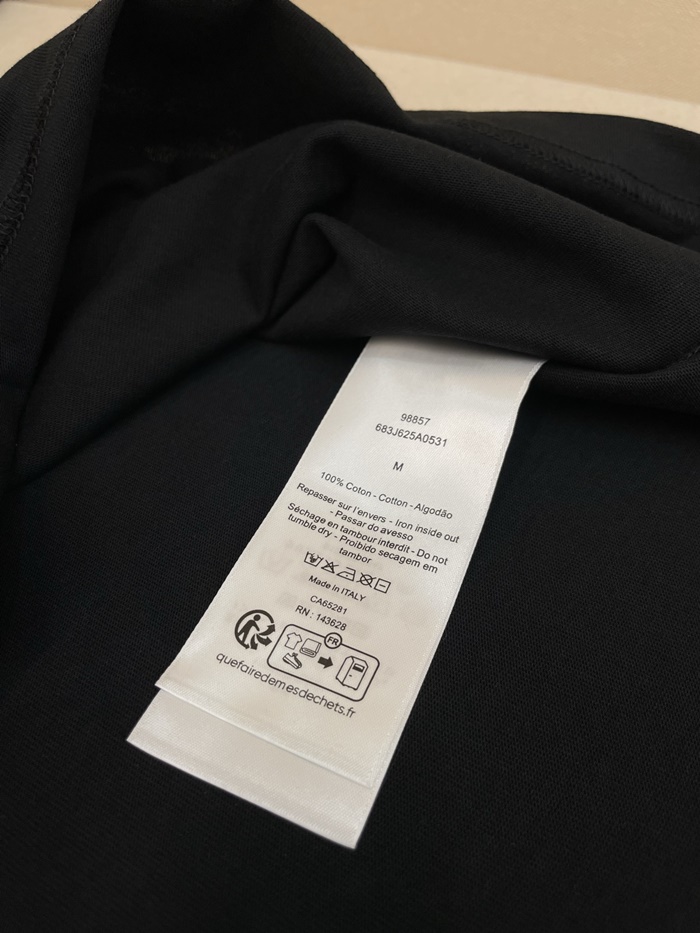 98857
683J625A0531
M
100% Coton - Cotton - Algodão
Repasser sur l'envers - Iron inside out
- Passar do avesso
Séchage en tambour interdit - Do not
tumble dry - Proibido secagem em
tambor
Made in ITALY
CA65281
RN : 143628
FR
quefairedemesdechets.fr